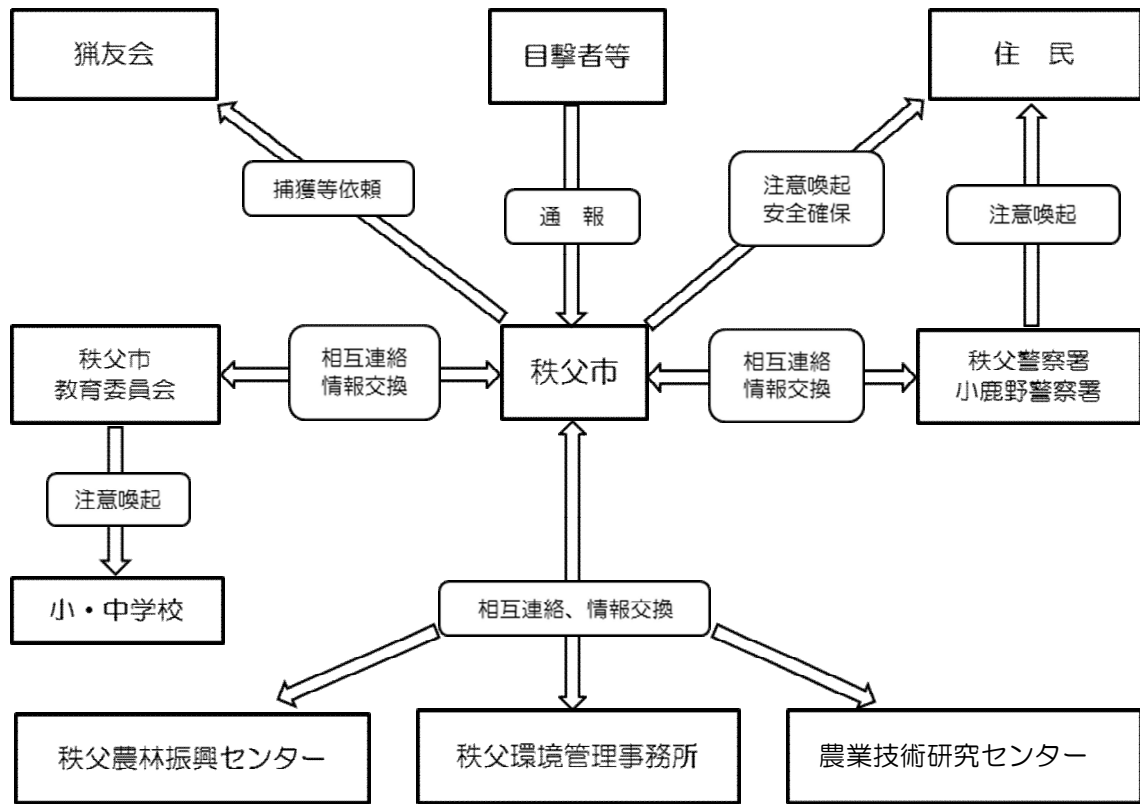 猟友会
目撃者等
住　民
捕獲等依頼
通　報
注意喚起
安全確保
注意喚起
秩父市
教育委員会
相互連絡
情報交換
秩父市
相互連絡
情報交換
秩父警察署
小鹿野警察署
注意喚起
小・中学校
相互連絡、情報交換
秩父農林振興センター
秩父環境管理事務所
農業技術研究センター